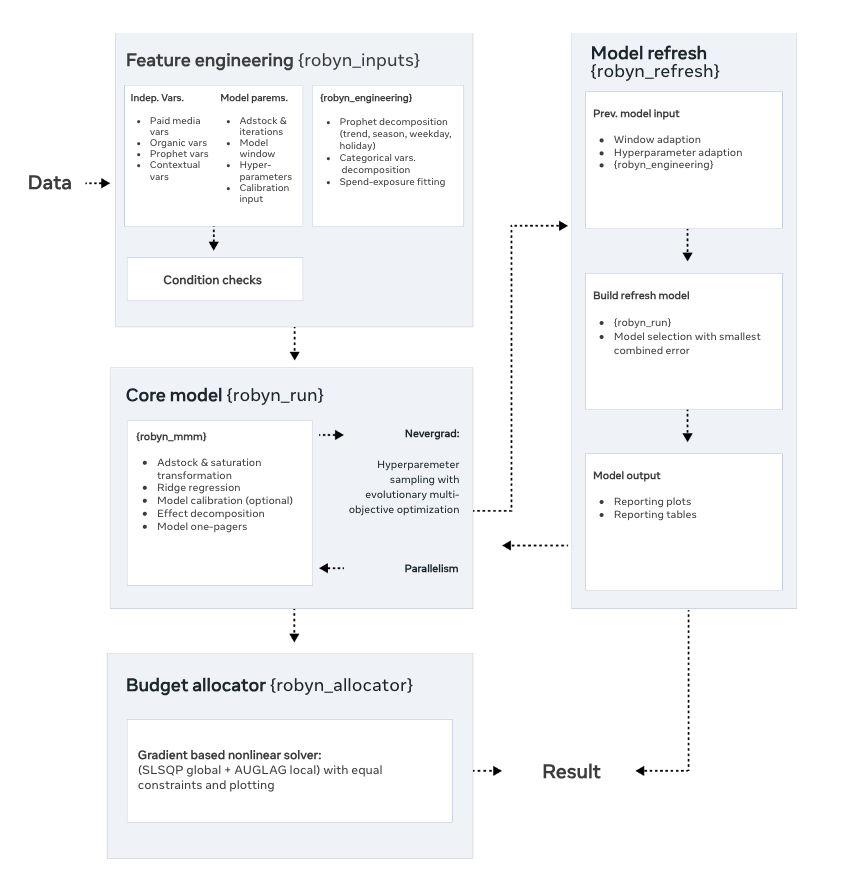 Feature engineering {robyn_inputs}
Indep. Vars.
• Paid media
vars
• Organic vars
• Prophet vars
• Contextual
vars
Model parems.
• Adstock &
iterations
• Model
window
• Hyper-
parameters
• Calibration
input
{robyn_engineering}
• Prophet decomposition
(trend, season, weekday,
holiday)
• Categorical vars.
decomposition
• Spend-exposure fitting
Data
Condition checks
Core model {robyn_run}
{robyn_mmm}
• Adstock & saturation
transformation
• Ridge regression
• Model calibration (optional)
• Effect decomposition
• Model one-pagers
Nevergrad:
Hyperparemeter
sampling with
evolutionary multi-
objective optimization
Parallelism
Budget allocator {robyn_allocator}
Gradient based nonlinear solver:
(SLSQP global + AUGLAG local) with equal
constraints and plotting
Model refresh
{robyn_refresh}
Prev. model input
• Window adaption
• Hyperparameter adaption
• {robyn_engineering}
Build refresh model
• {robyn_run}
• Model selection with smallest
combined error
Model output
• Reporting plots
• Reporting tables
Result